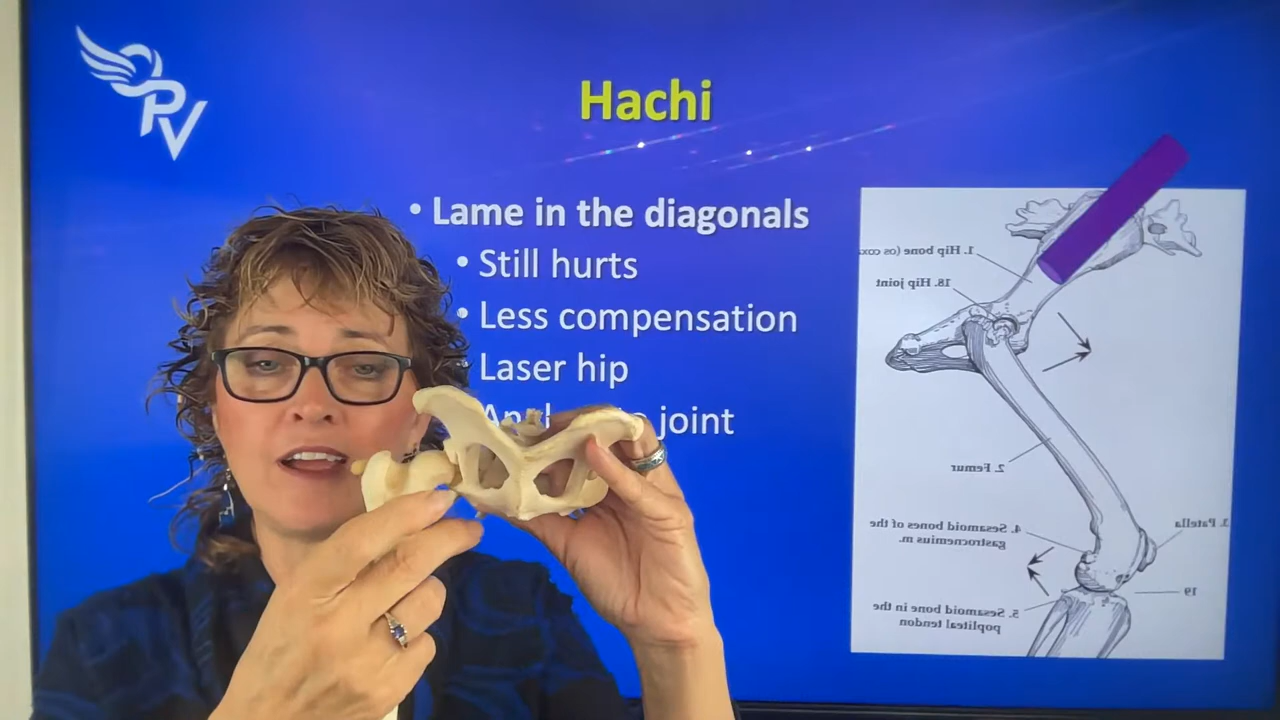 PV
Hachi
• Lame in the diagonals
• Still hurts
• Less compensation
• Laser hip
joint
1. Hip bone (os coxa
18. Hip joint
2. Femur
4. Sesamoid bones of the
gastrocnemius m.
3. Patella
19
5. Sesamoid bone in the
popliteal tendon